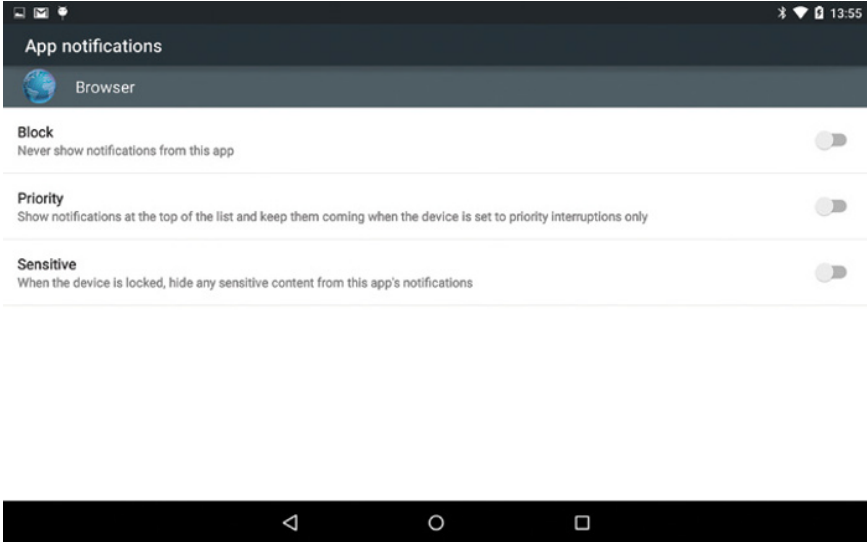 13:55
App notifications
Browser
Block
Never show notifications from this app
Priority
Show notifications at the top of the list and keep them coming when the device is set to priority interruptions only
Sensitive
When the device is locked, hide any sensitive content from this app's notifications